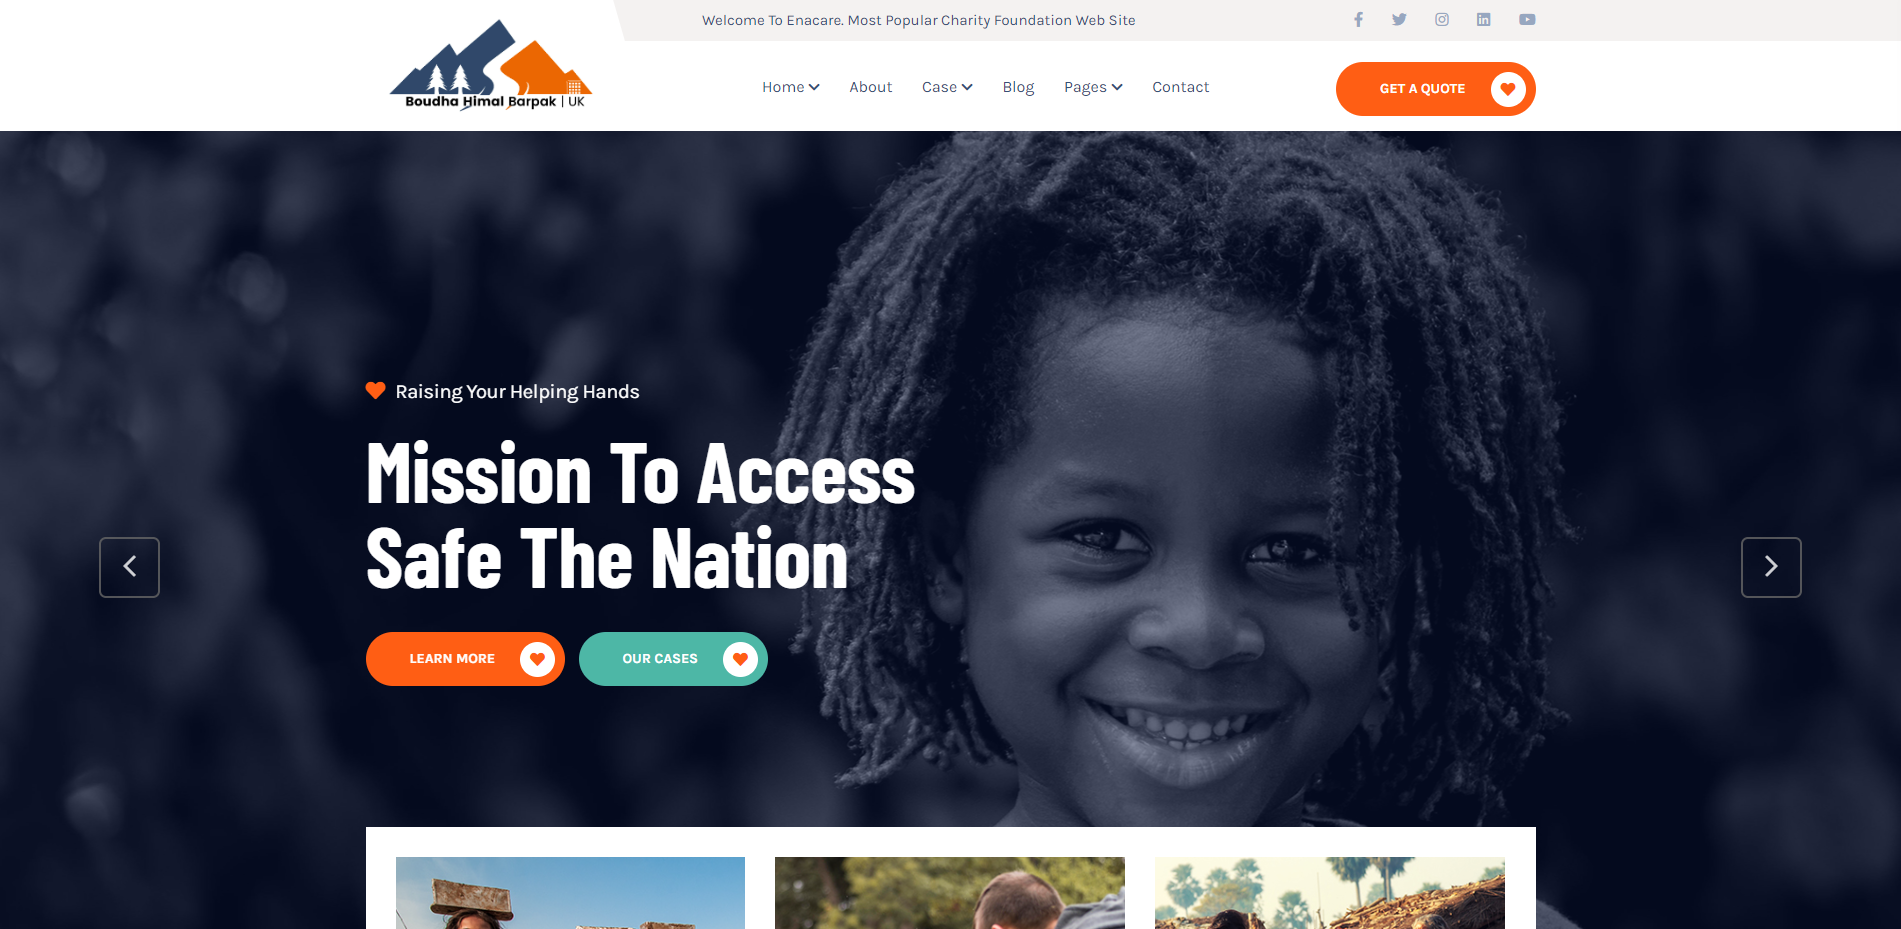 Welcome To Enacare. Most Popular Charity Foundation Web Site
Boudha Himal Barpak | UK
Home
About
Case
Blog
Pages
Contact
GET A QUOTE
Raising Your Helping Hands
Mission To Access
Safe The Nation
LEARN MORE
OUR CASES